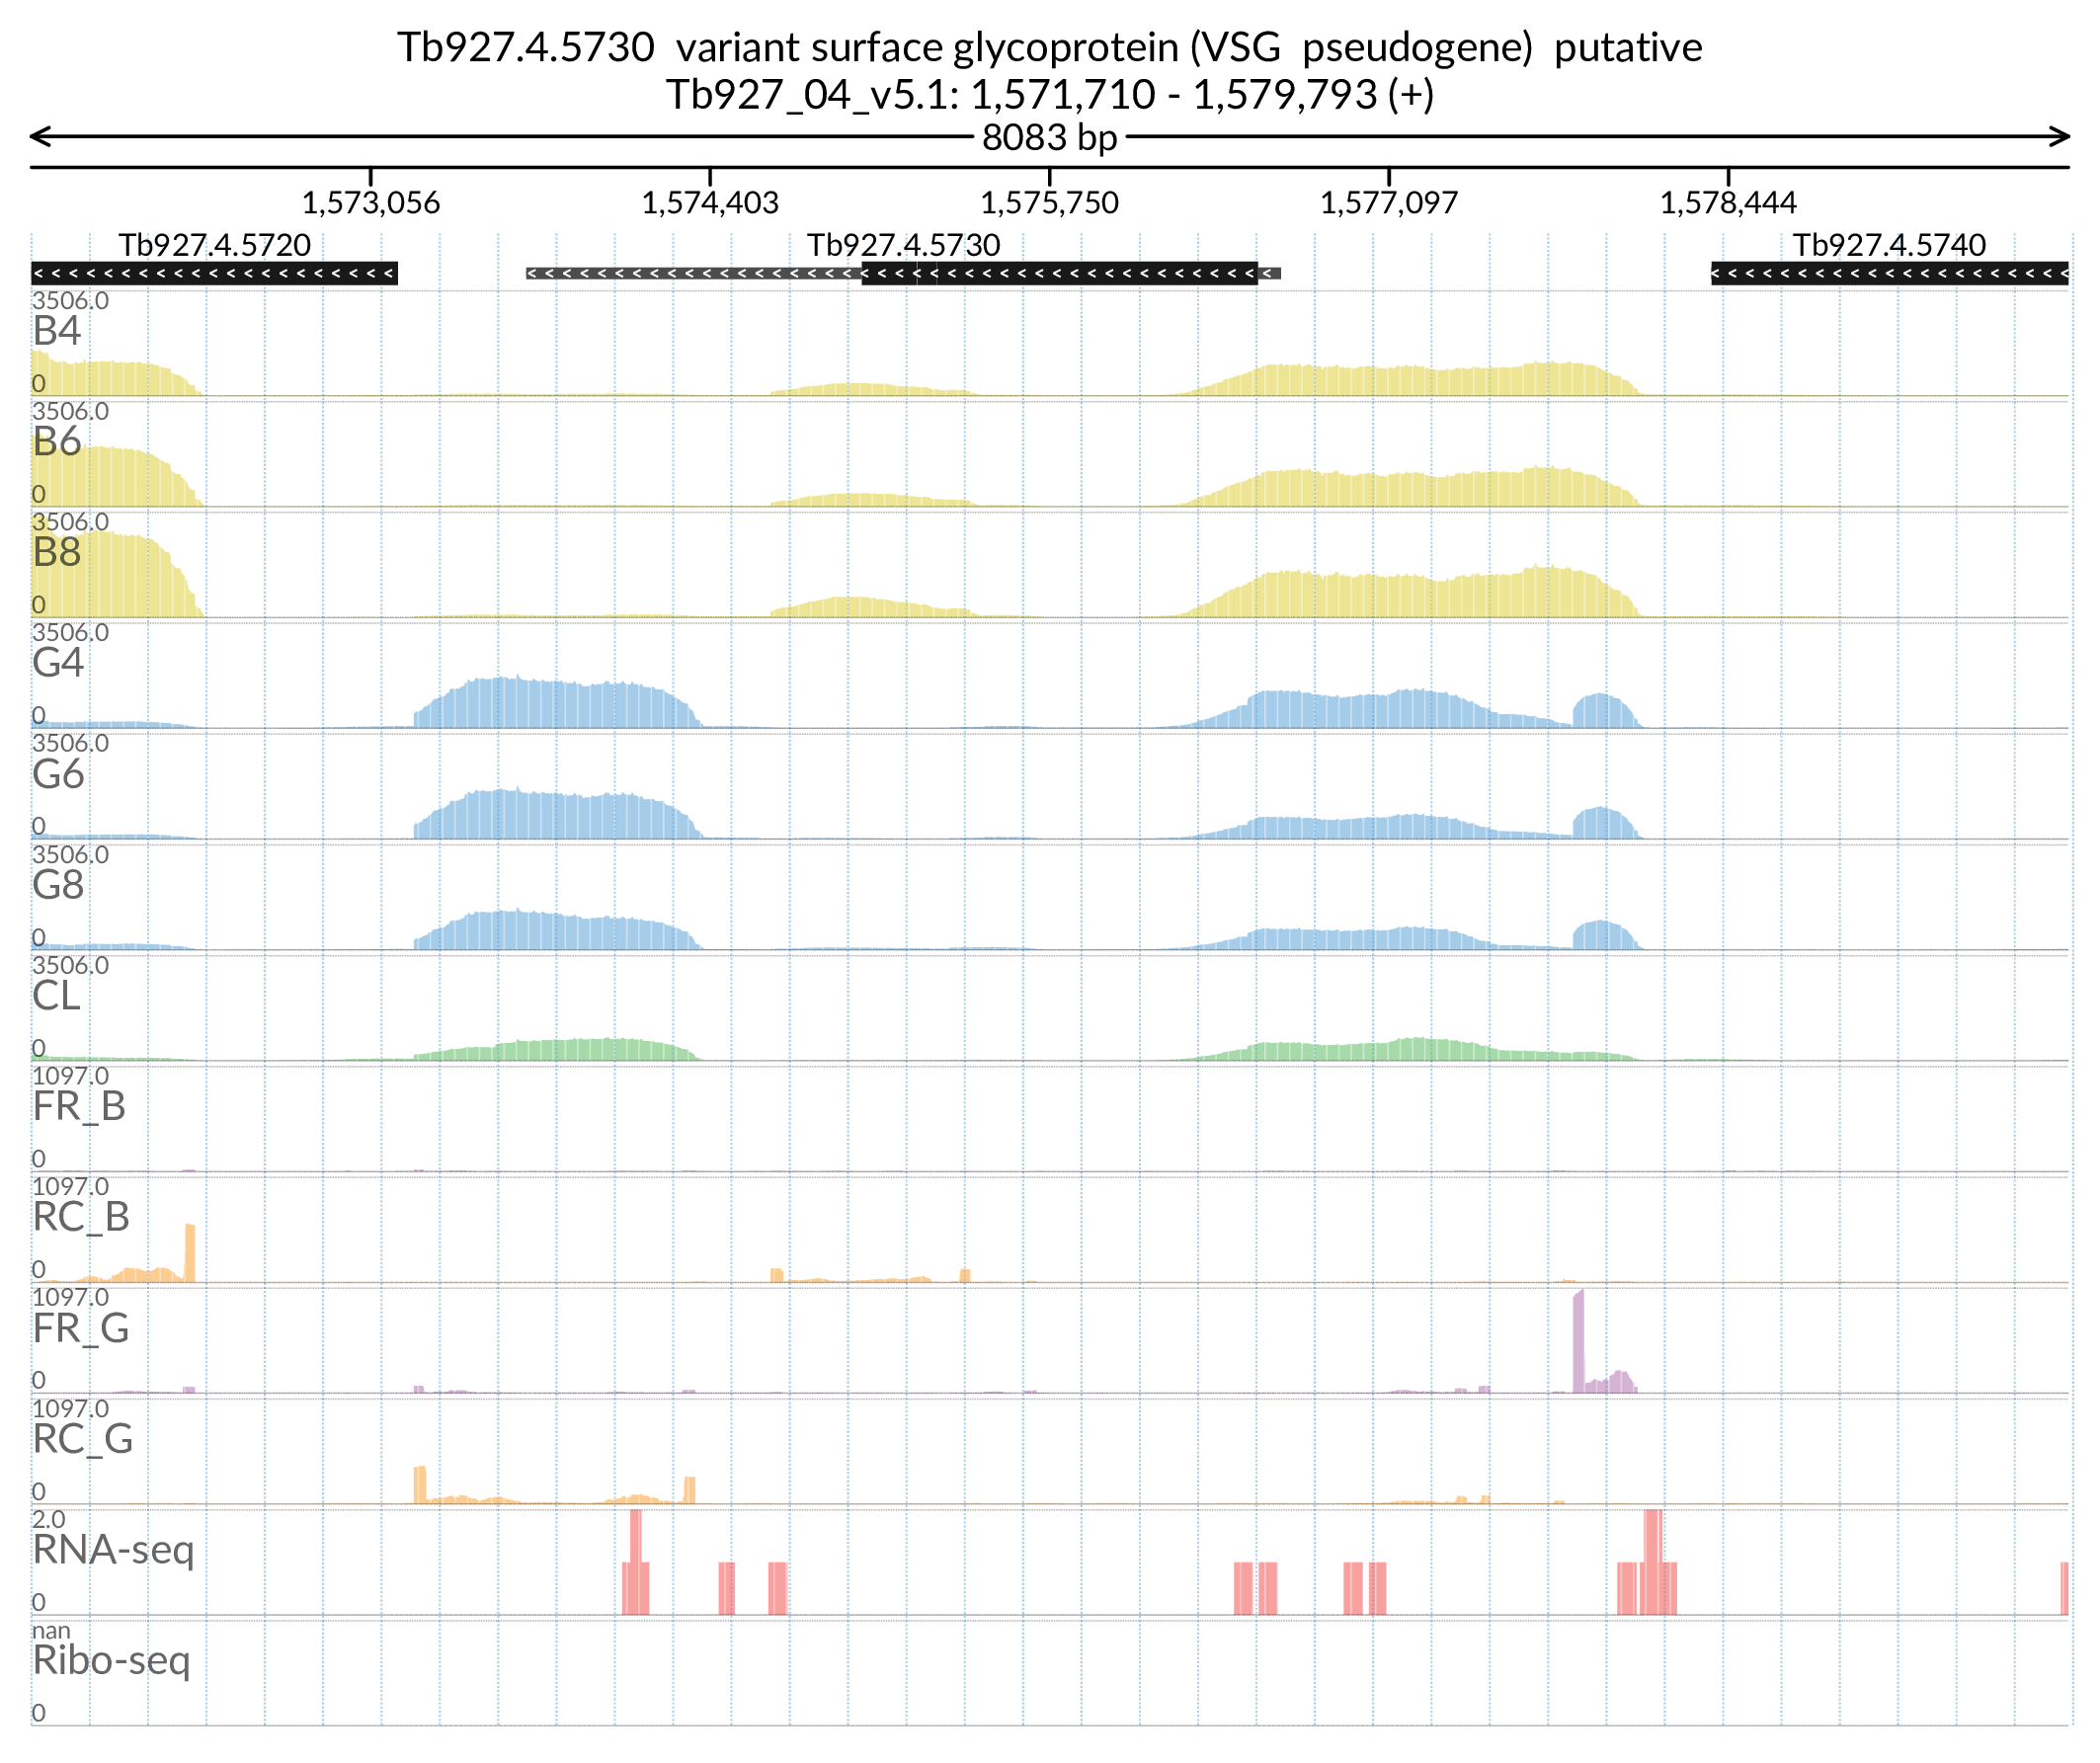 Tb927.4.5730  variant surface glycoprotein (VSG  pseudogene)  putative
Tb927_04_v5.1: 1,571,710 - 1,579,793 (+)
8083 bp
1,573,056 1,574,403 1,575,750 1,577,097 1,578,444
Tb927.4.5720 Tb927.4.5730 Tb927.4.5740
3506.0
B4
0
3506.0
B6
0
3506.0
B8
0
3506.0
G4
0
3506.0
G6
0
3506.0
G8
0
3506.0
CL
0
1097.0
FR_B
0
1097.0
RC_B
0
1097.0
FR_G
0
1097.0
RC_G
0
2.0
RNA-seq
0
nan
Ribo-seq
0